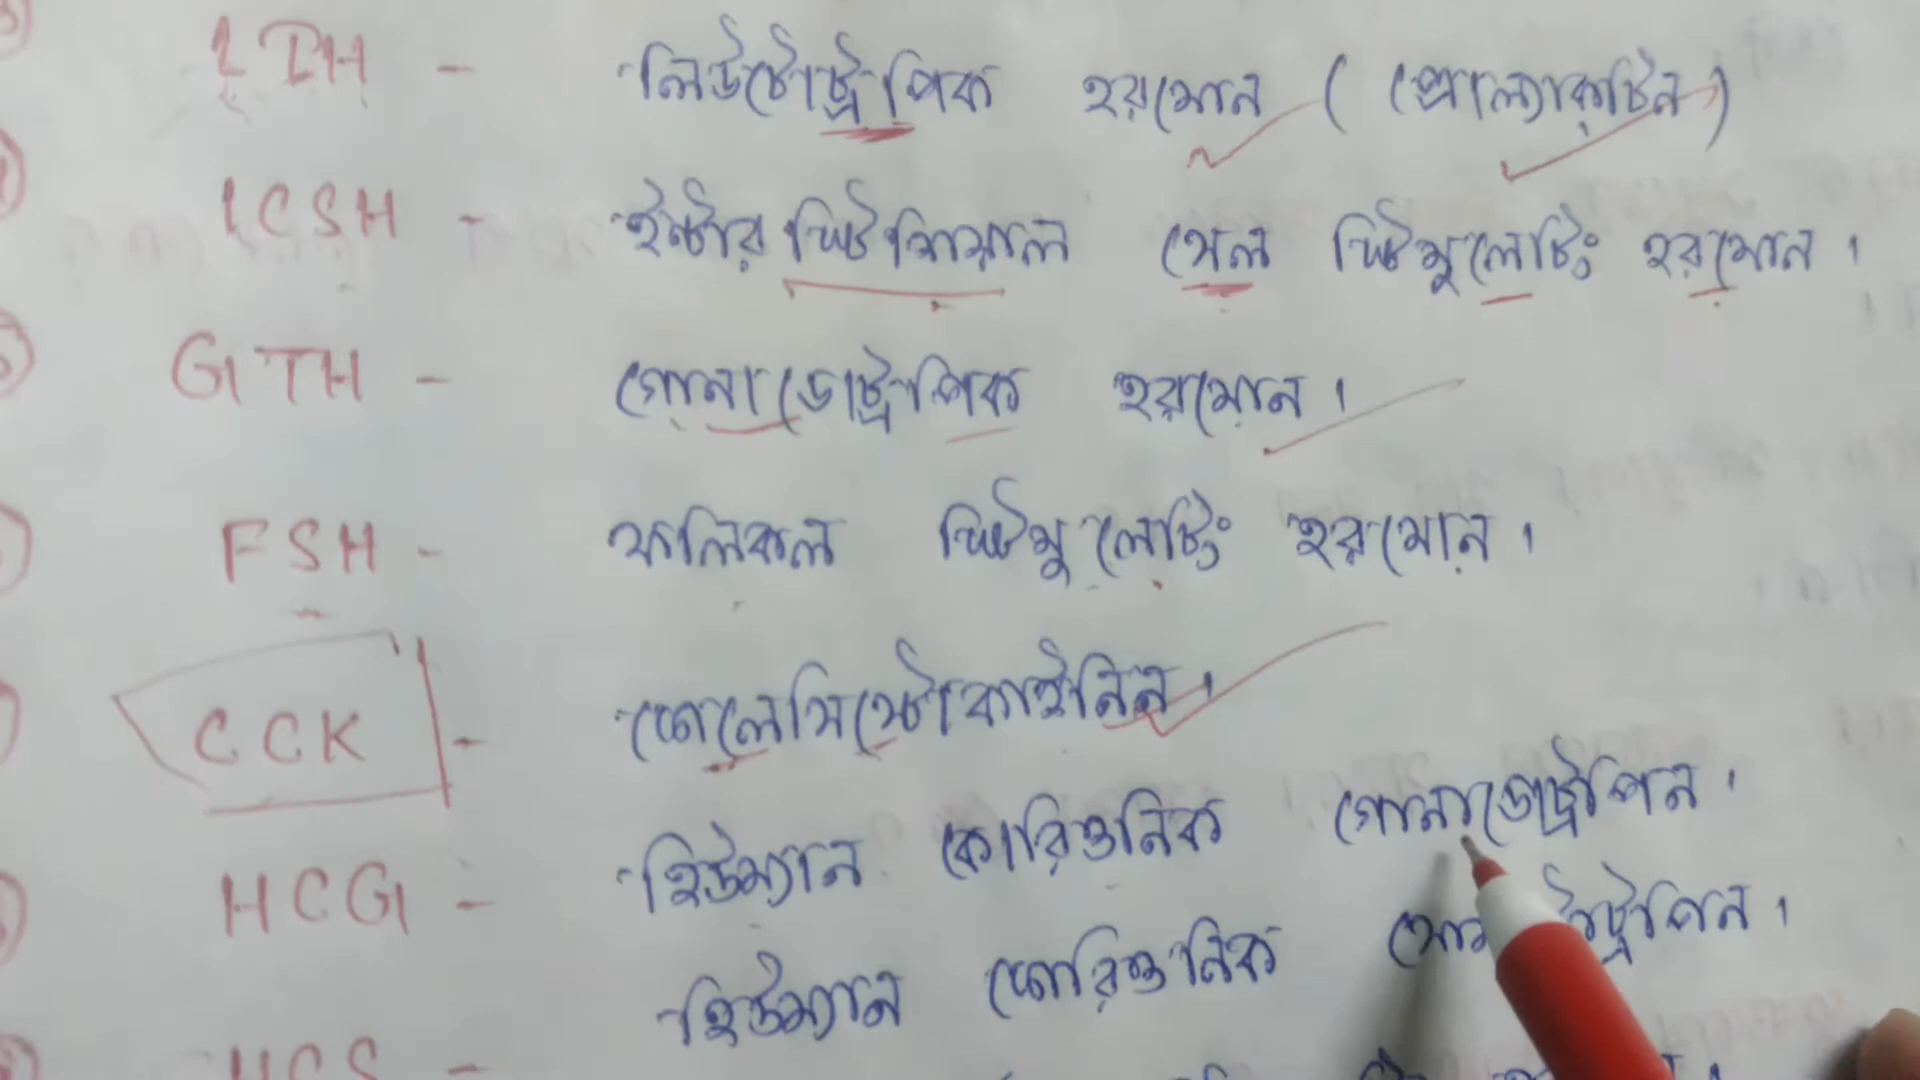 LTH - লিউটোট্রপিক হরমোন ( প্রোল্যাকটিন )
ICSH - ইন্টারস্টিশিয়াল সেল স্টিমুলেটিং হরমোন।
GTH - গোনাডোট্রপিক হরমোন।
FSH - ফলিকল স্টিমুলেটিং হরমোন।
CCK - কোলেসিস্টোকাইনিন।
HCG - হিউম্যান কোরিওনিক গোনাডোট্রপিন।
হিউম্যান কোরিওনিক
HCS -